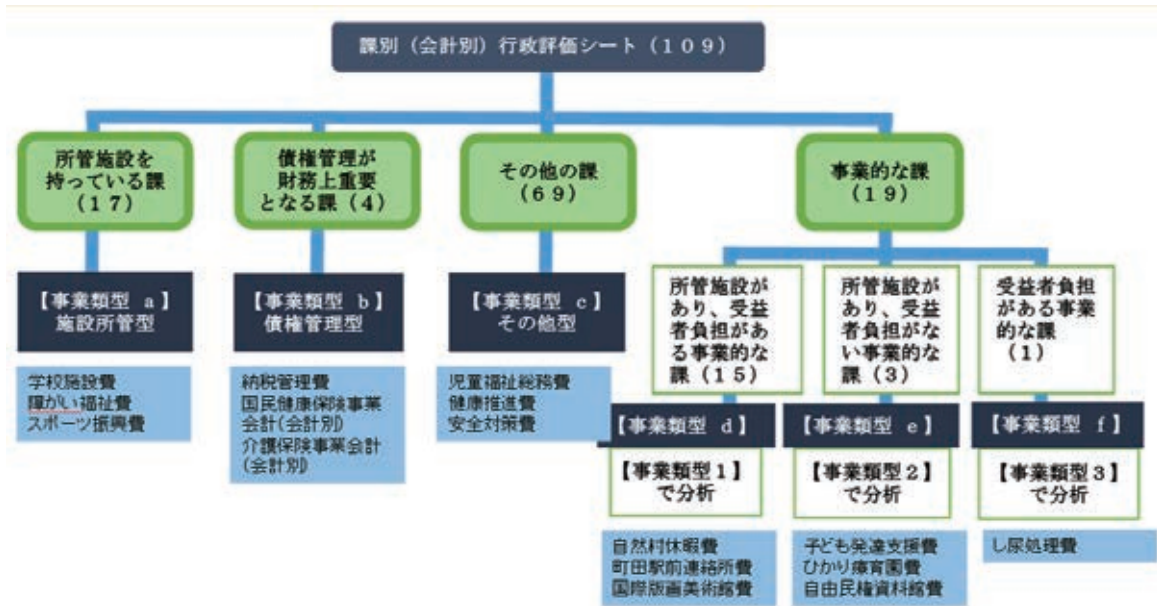 課別（会計別）行政評価シート（１０９）
所管施設を
持っている課
（１７）
債権管理が
財務上重要
となる課（４）
その他の課
（６９）
事業的な課
（１９）
【事業類型 a】
施設所管型
【事業類型 b】
債権管理型
【事業類型 c】
その他型
所管施設が
あり、受益
者負担があ
る事業的な
課（１５）
所管施設が
あり、受益
者負担がな
い事業的な
課（３）
受益者負担
がある事業
的な課
（１）
学校施設費
障がい福祉費
スポーツ振興費
納税管理費
国民健康保険事業
会計(会計別)
介護保険事業会計
(会計別)
児童福祉総務費
健康推進費
安全対策費
【事業類型 d】
【事業類型 e】
【事業類型 f】
【事業類型１】
で分析
【事業類型２】
で分析
【事業類型３】
で分析
自然村休暇費
町田駅前連絡所費
国際版画美術館費
子ども発達支援費
ひかり療育園費
自由民権資料館費
し尿処理費